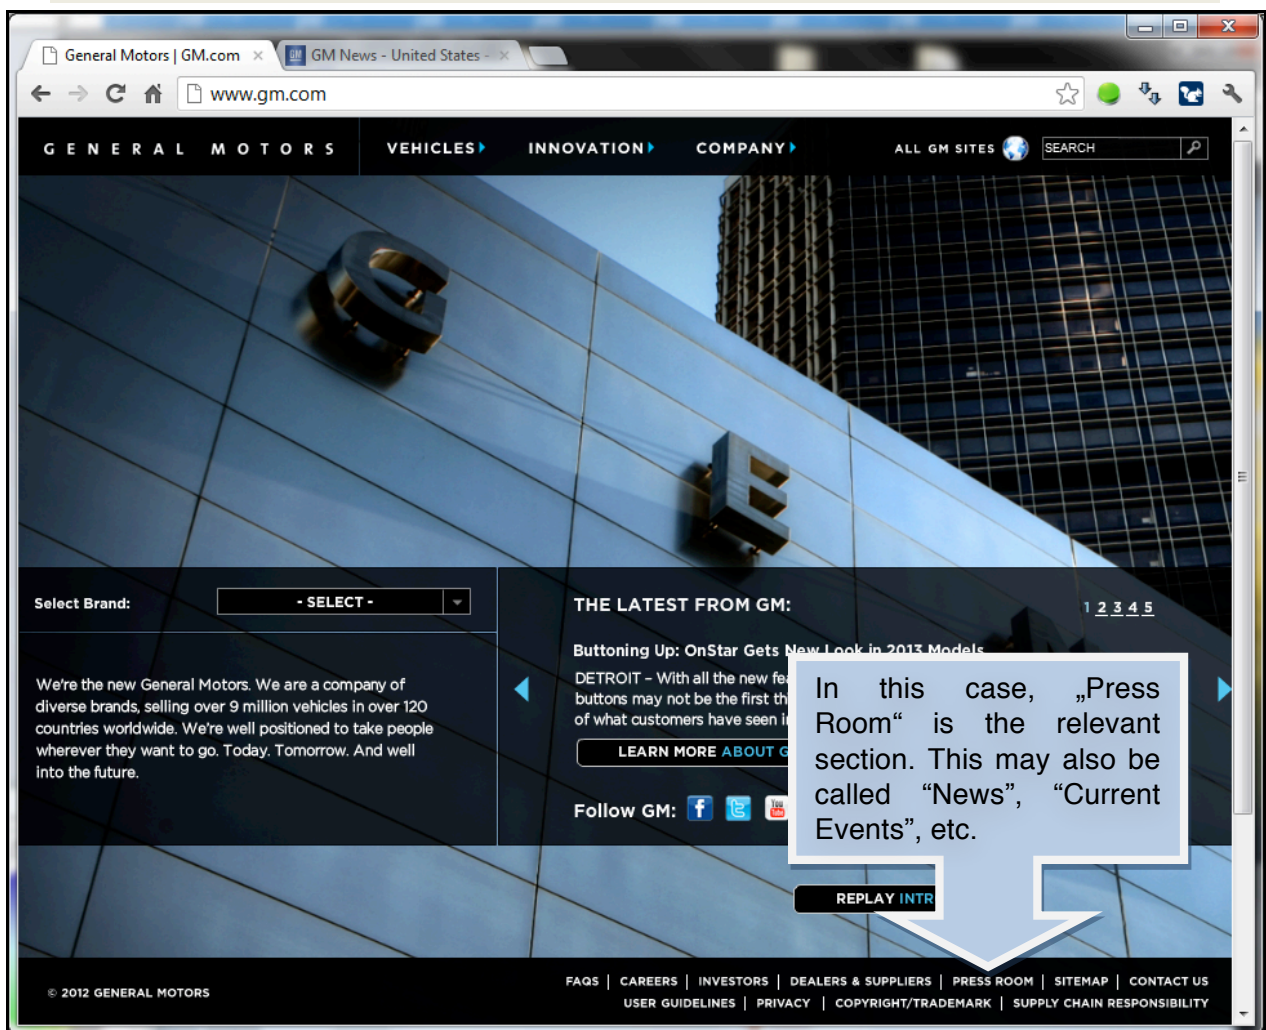 General Motors | GM.com
GM News - United States -
www.gm.com
GENERAL MOTORS
VEHICLES
INNOVATION
COMPANY
ALL GM SITES
SEARCH
G
E
Select Brand:
- SELECT -
We're the new General Motors. We are a company of
diverse brands, selling over 9 million vehicles in over 120
countries worldwide. We're well positioned to take people
wherever they want to go. Today. Tomorrow. And well
into the future.
THE LATEST FROM GM:
1 2 3 4 5
Buttoning Up: OnStar Gets New Look in 2013 Models
DETROIT – With all the new
buttons may not be the first
of what customers have seen
LEARN MORE ABOUT
Follow GM:
In this case, „Press
Room“ is the relevant
section. This may also be
called “News”, “Current
Events”, etc.
REPLAY
© 2012 GENERAL MOTORS
FAQS | CAREERS | INVESTORS | DEALERS & SUPPLIERS | PRESS ROOM | SITEMAP | CONTACT US
USER GUIDELINES | PRIVACY | COPYRIGHT/TRADEMARK | SUPPLY CHAIN RESPONSIBILITY